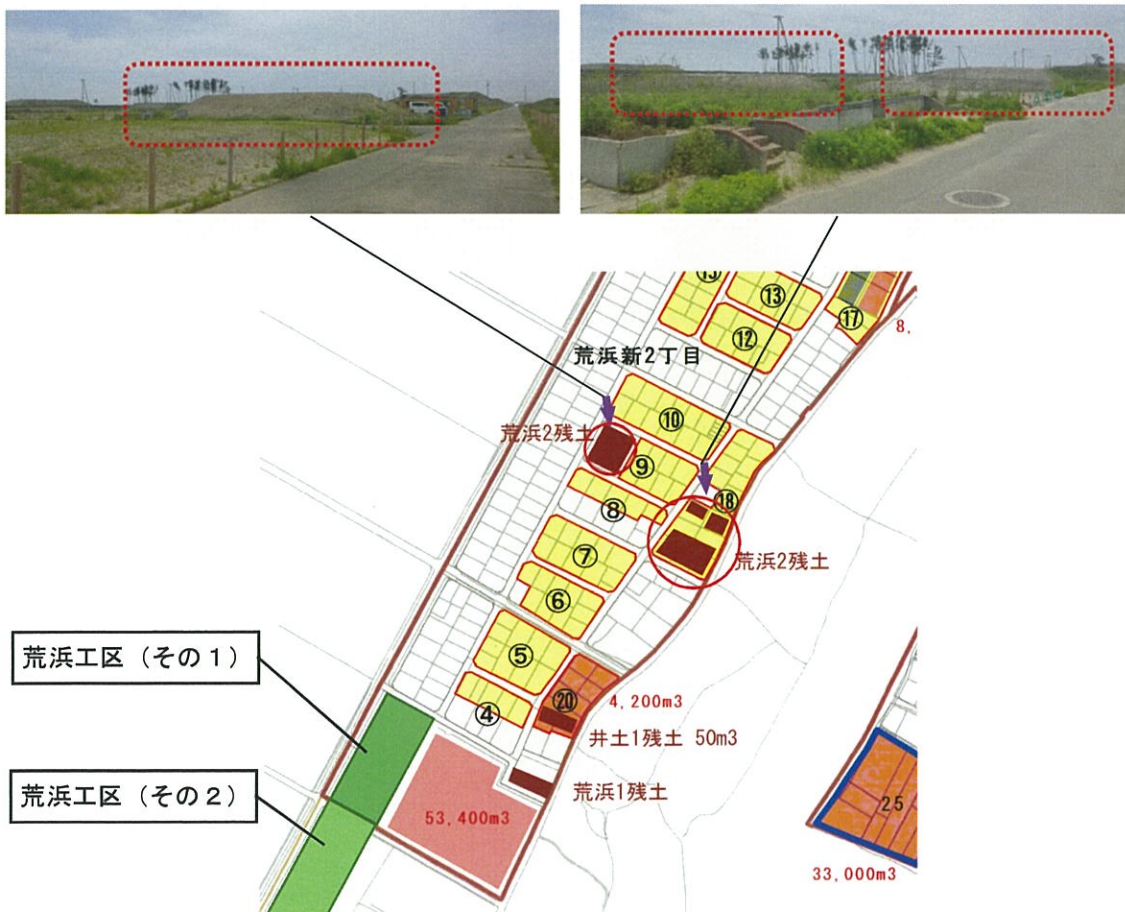 ⑬
⑬
⑰
⑫
8,
荒浜新2丁目
⑩
荒浜2残土
⑨
⑱
⑧
荒浜2残土
⑦
⑥
荒浜工区（その１）
⑤
⑳
4,200m3
④
井土1残土 50m3
荒浜工区（その２）
荒浜1残土
53,400m3
25
33,000m3